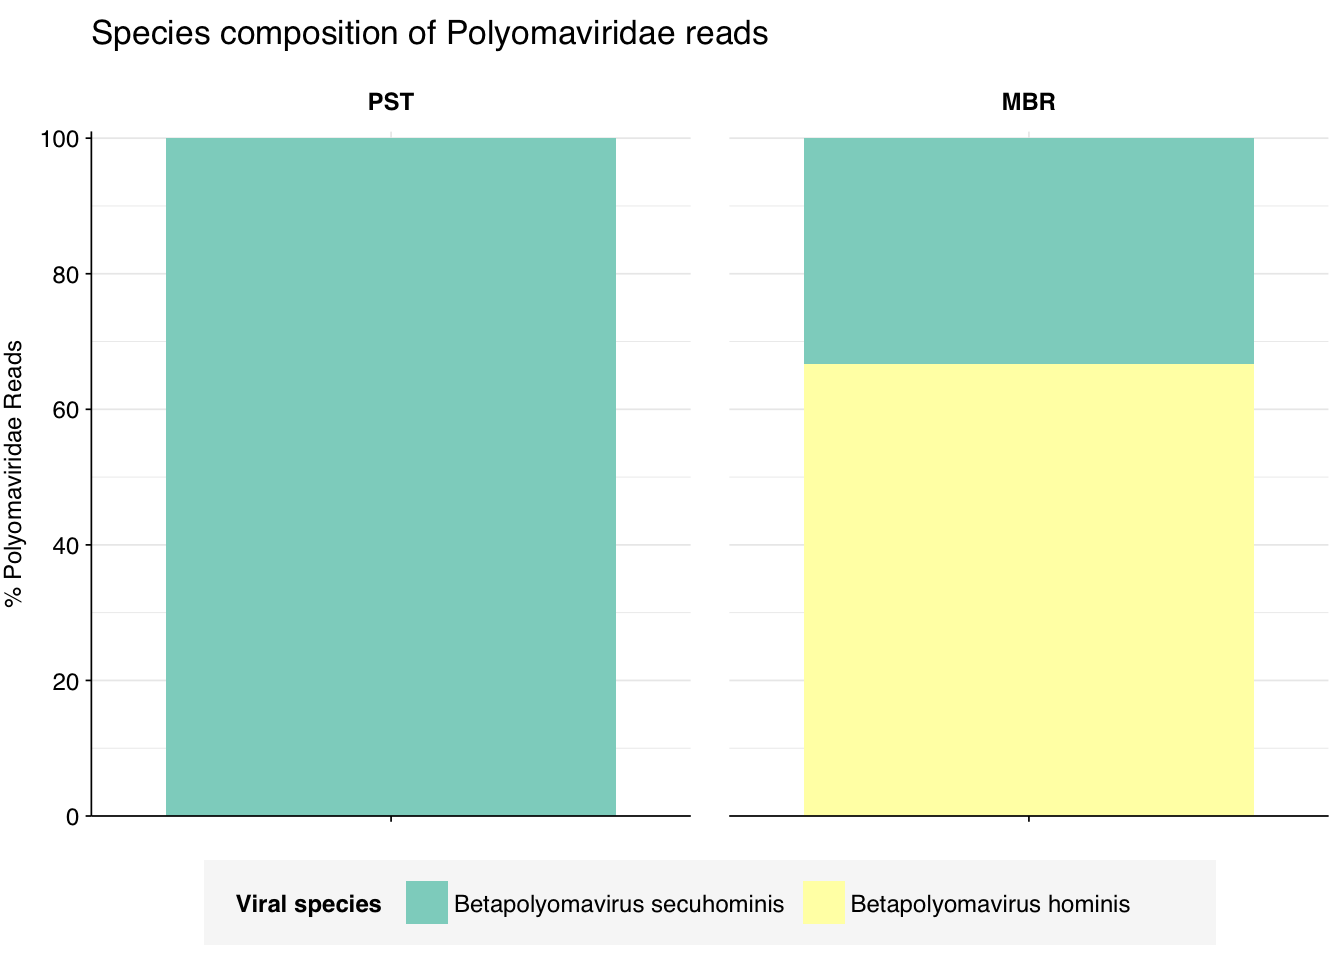 Species composition of Polyomaviridae reads
PST
MBR
% Polyomaviridae Reads
100
80
60
40
20
0
Viral species
Betapolyomavirus secuhominis
Betapolyomavirus hominis